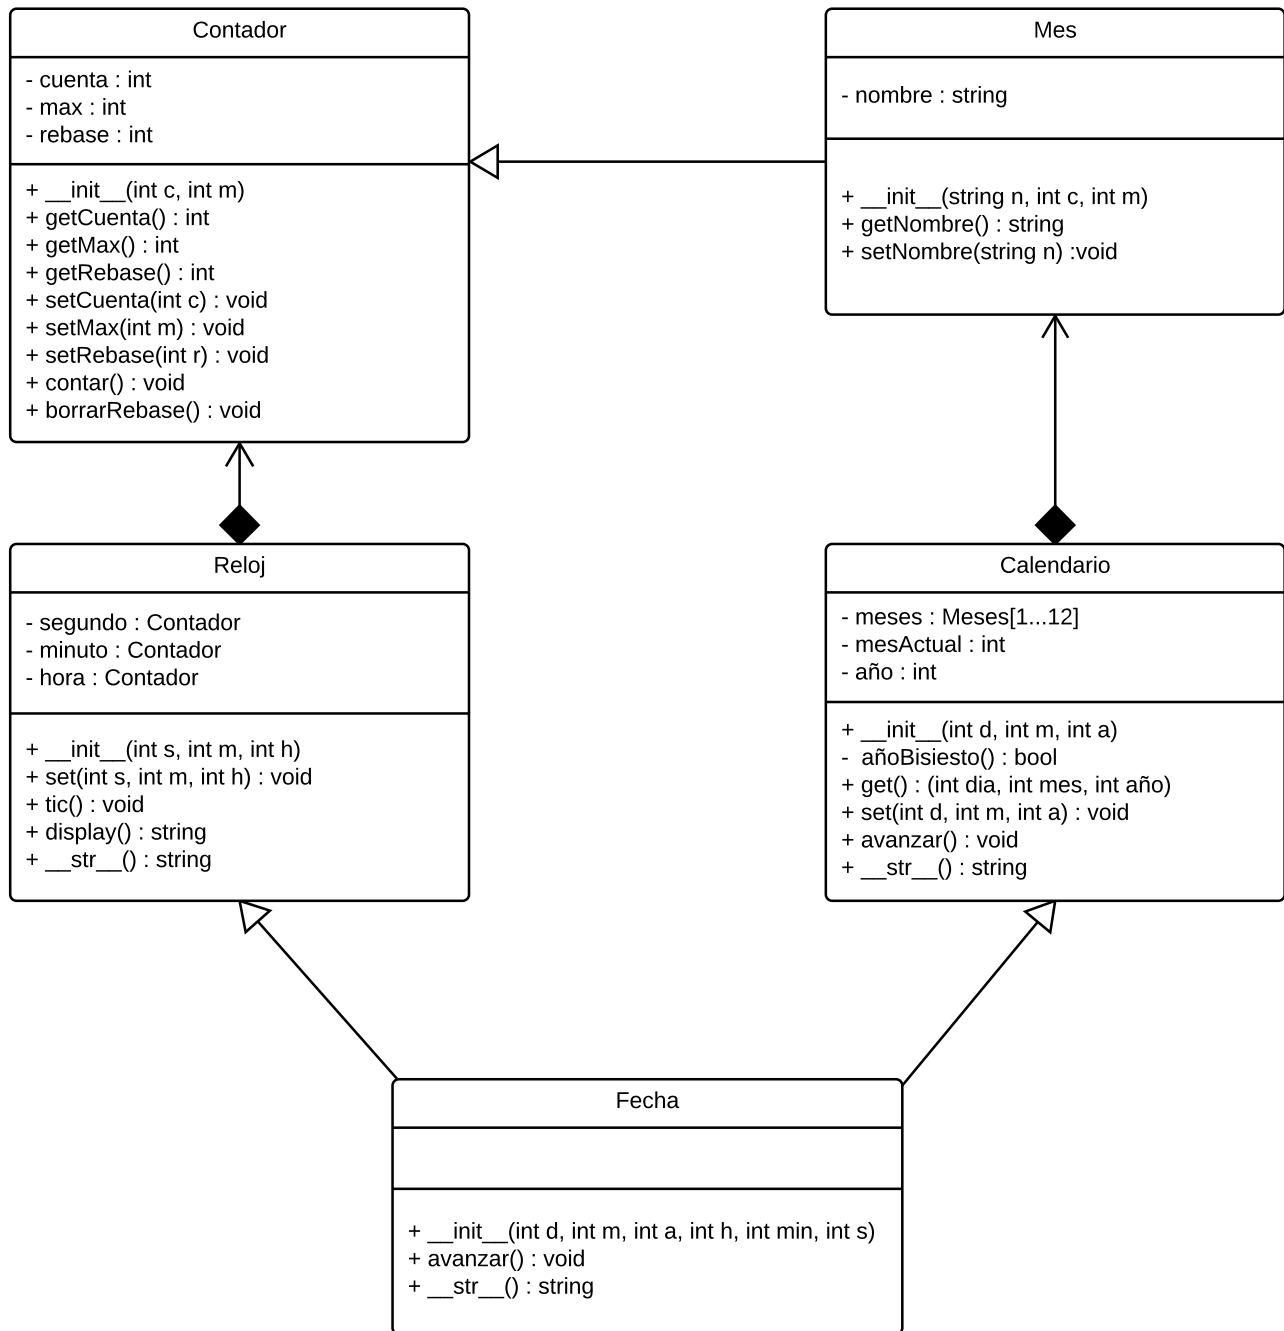 Contador
- cuenta : int
- max : int
- rebase : int
+ __init__(int c, int m)
+ getCuenta() : int
+ getMax() : int
+ getRebase() : int
+ setCuenta(int c) : void
+ setMax(int m) : void
+ setRebase(int r) : void
+ contar() : void
+ borrarRebase() : void
Mes
- nombre : string
+ __init__(string n, int c, int m)
+ getNombre() : string
+ setNombre(string n) :void
Reloj
- segundo : Contador
- minuto : Contador
- hora : Contador
+ __init__(int s, int m, int h)
+ set(int s, int m, int h) : void
+ tic() : void
+ display() : string
+ __str__() : string
Calendario
- meses : Meses[1...12]
- mesActual : int
- año : int
+ __init__(int d, int m, int a)
-  añoBisiesto() : bool
+ get() : (int dia, int mes, int año)
+ set(int d, int m, int a) : void
+ avanzar() : void
+ __str__() : string
Fecha
+ __init__(int d, int m, int a, int h, int min, int s)
+ avanzar() : void
+ __str__() : string